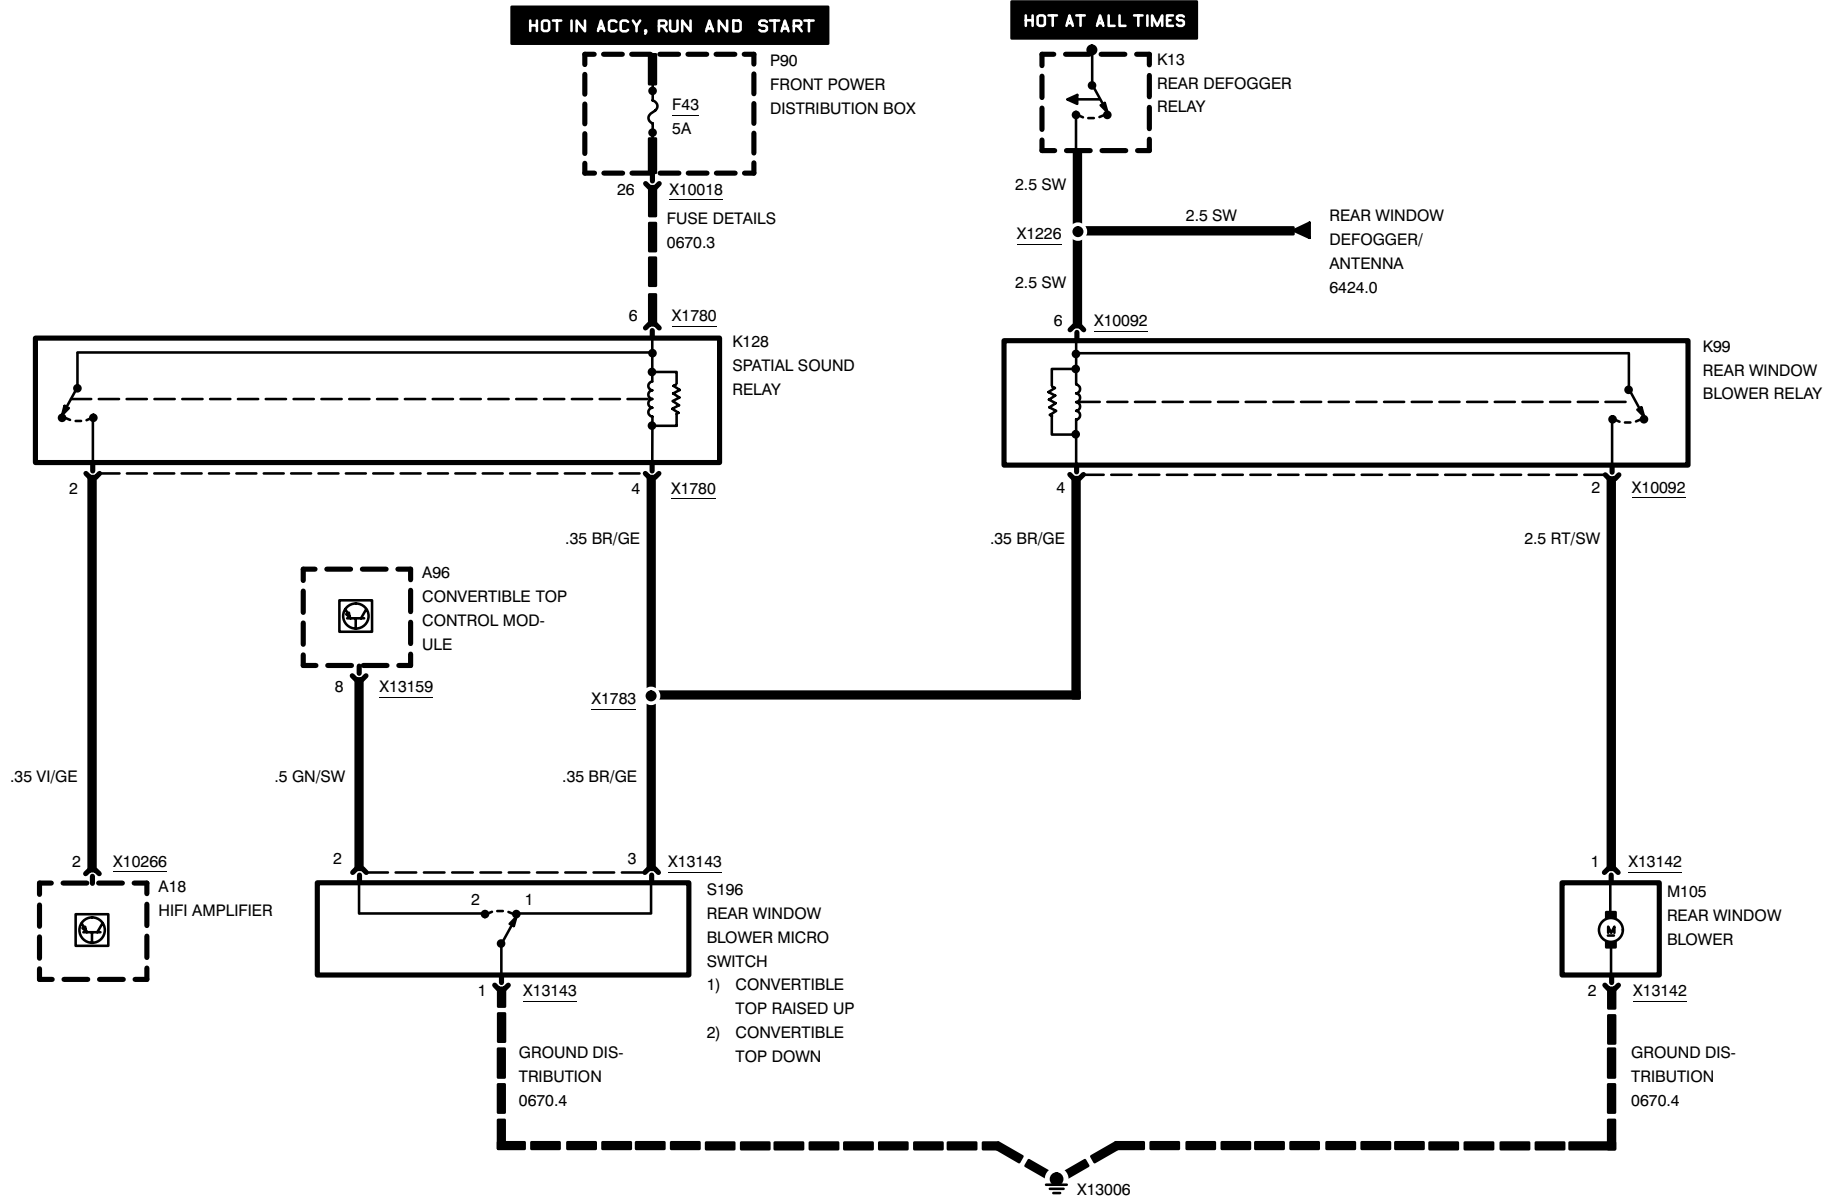 HOT IN ACCY, RUN AND START
HOT AT ALL TIMES
P90
FRONT POWER
DISTRIBUTION BOX
F43
5A
K13
REAR DEFOGGER
RELAY
26
X10018
FUSE DETAILS
0670.3
2.5 SW
X1226
2.5 SW
REAR WINDOW
DEFOGGER/
ANTENNA
6424.0
2.5 SW
6
X1780
6
X10092
K128
SPATIAL SOUND
RELAY
K99
REAR WINDOW
BLOWER RELAY
2
4
X1780
4
2
X10092
.35 BR/GE
.35 BR/GE
2.5 RT/SW
A96
CONVERTIBLE TOP
CONTROL MOD-
ULE
8
X13159
X1783
.35 VI/GE
.5 GN/SW
.35 BR/GE
2
X10266
2
3
X13143
1
X13142
A18
HIFI AMPLIFIER
2
1
S196
REAR WINDOW
BLOWER MICRO
SWITCH
1) CONVERTIBLE
TOP RAISED UP
2) CONVERTIBLE
TOP DOWN
M
M105
REAR WINDOW
BLOWER
1
X13143
2
X13142
GROUND DIS-
TRIBUTION
0670.4
GROUND DIS-
TRIBUTION
0670.4
X13006